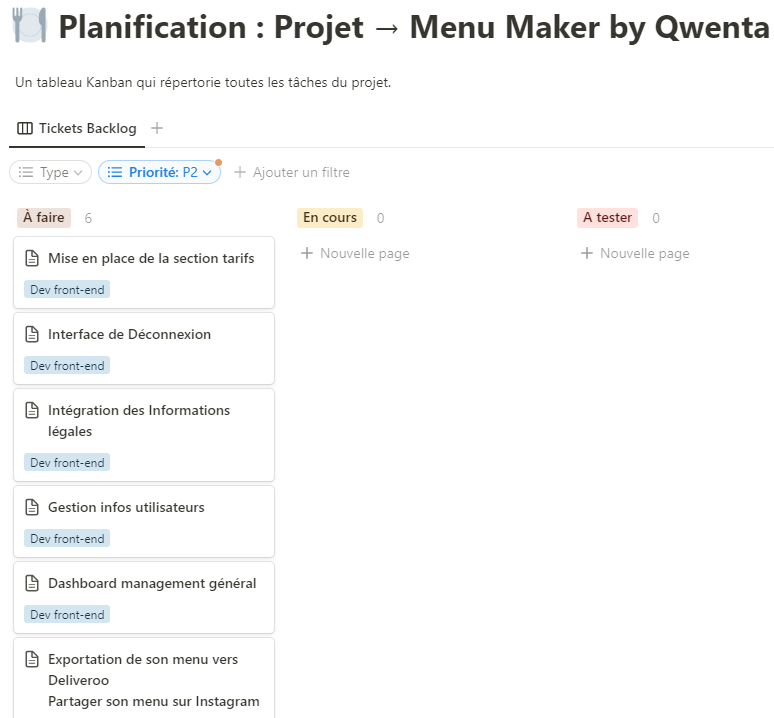 Planification : Projet → Menu Maker by Qwenta
Un tableau Kanban qui répertorie toutes les tâches du projet.
Tickets Backlog
Type
Priorité: P2
Ajouter un filtre
À faire 6
En cours 0
A tester 0
Nouvelle page
Nouvelle page
Mise en place de la section tarifs
Dev front-end
Interface de Déconnexion
Dev front-end
Intégration des Informations
légales
Dev front-end
Gestion infos utilisateurs
Dev front-end
Dashboard management général
Dev front-end
Exportation de son menu vers
Deliveroo
Partager son menu sur Instagram